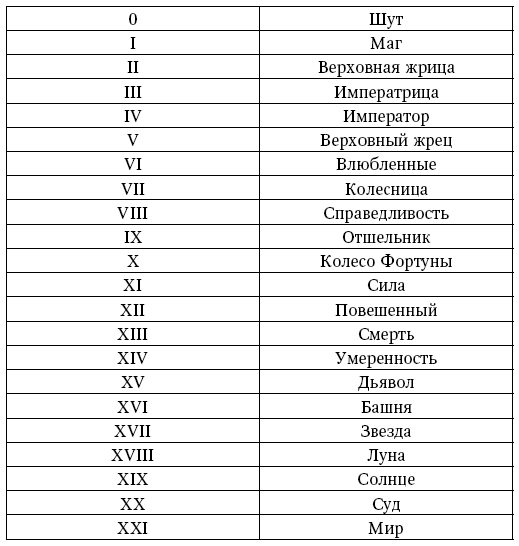 0 Шут
I Маг
II Верховная жрица
III Императрица
IV Император
V Верховный жрец
VI Влюбленные
VII Колесница
VIII Справедливость
IX Отшельник
X Колесо Фортуны
XI Сила
XII Повешенный
XIII Смерть
XIV Умеренность
XV Дьявол
XVI Башня
XVII Звезда
XVIII Луна
XIX Солнце
XX Суд
XXI Мир